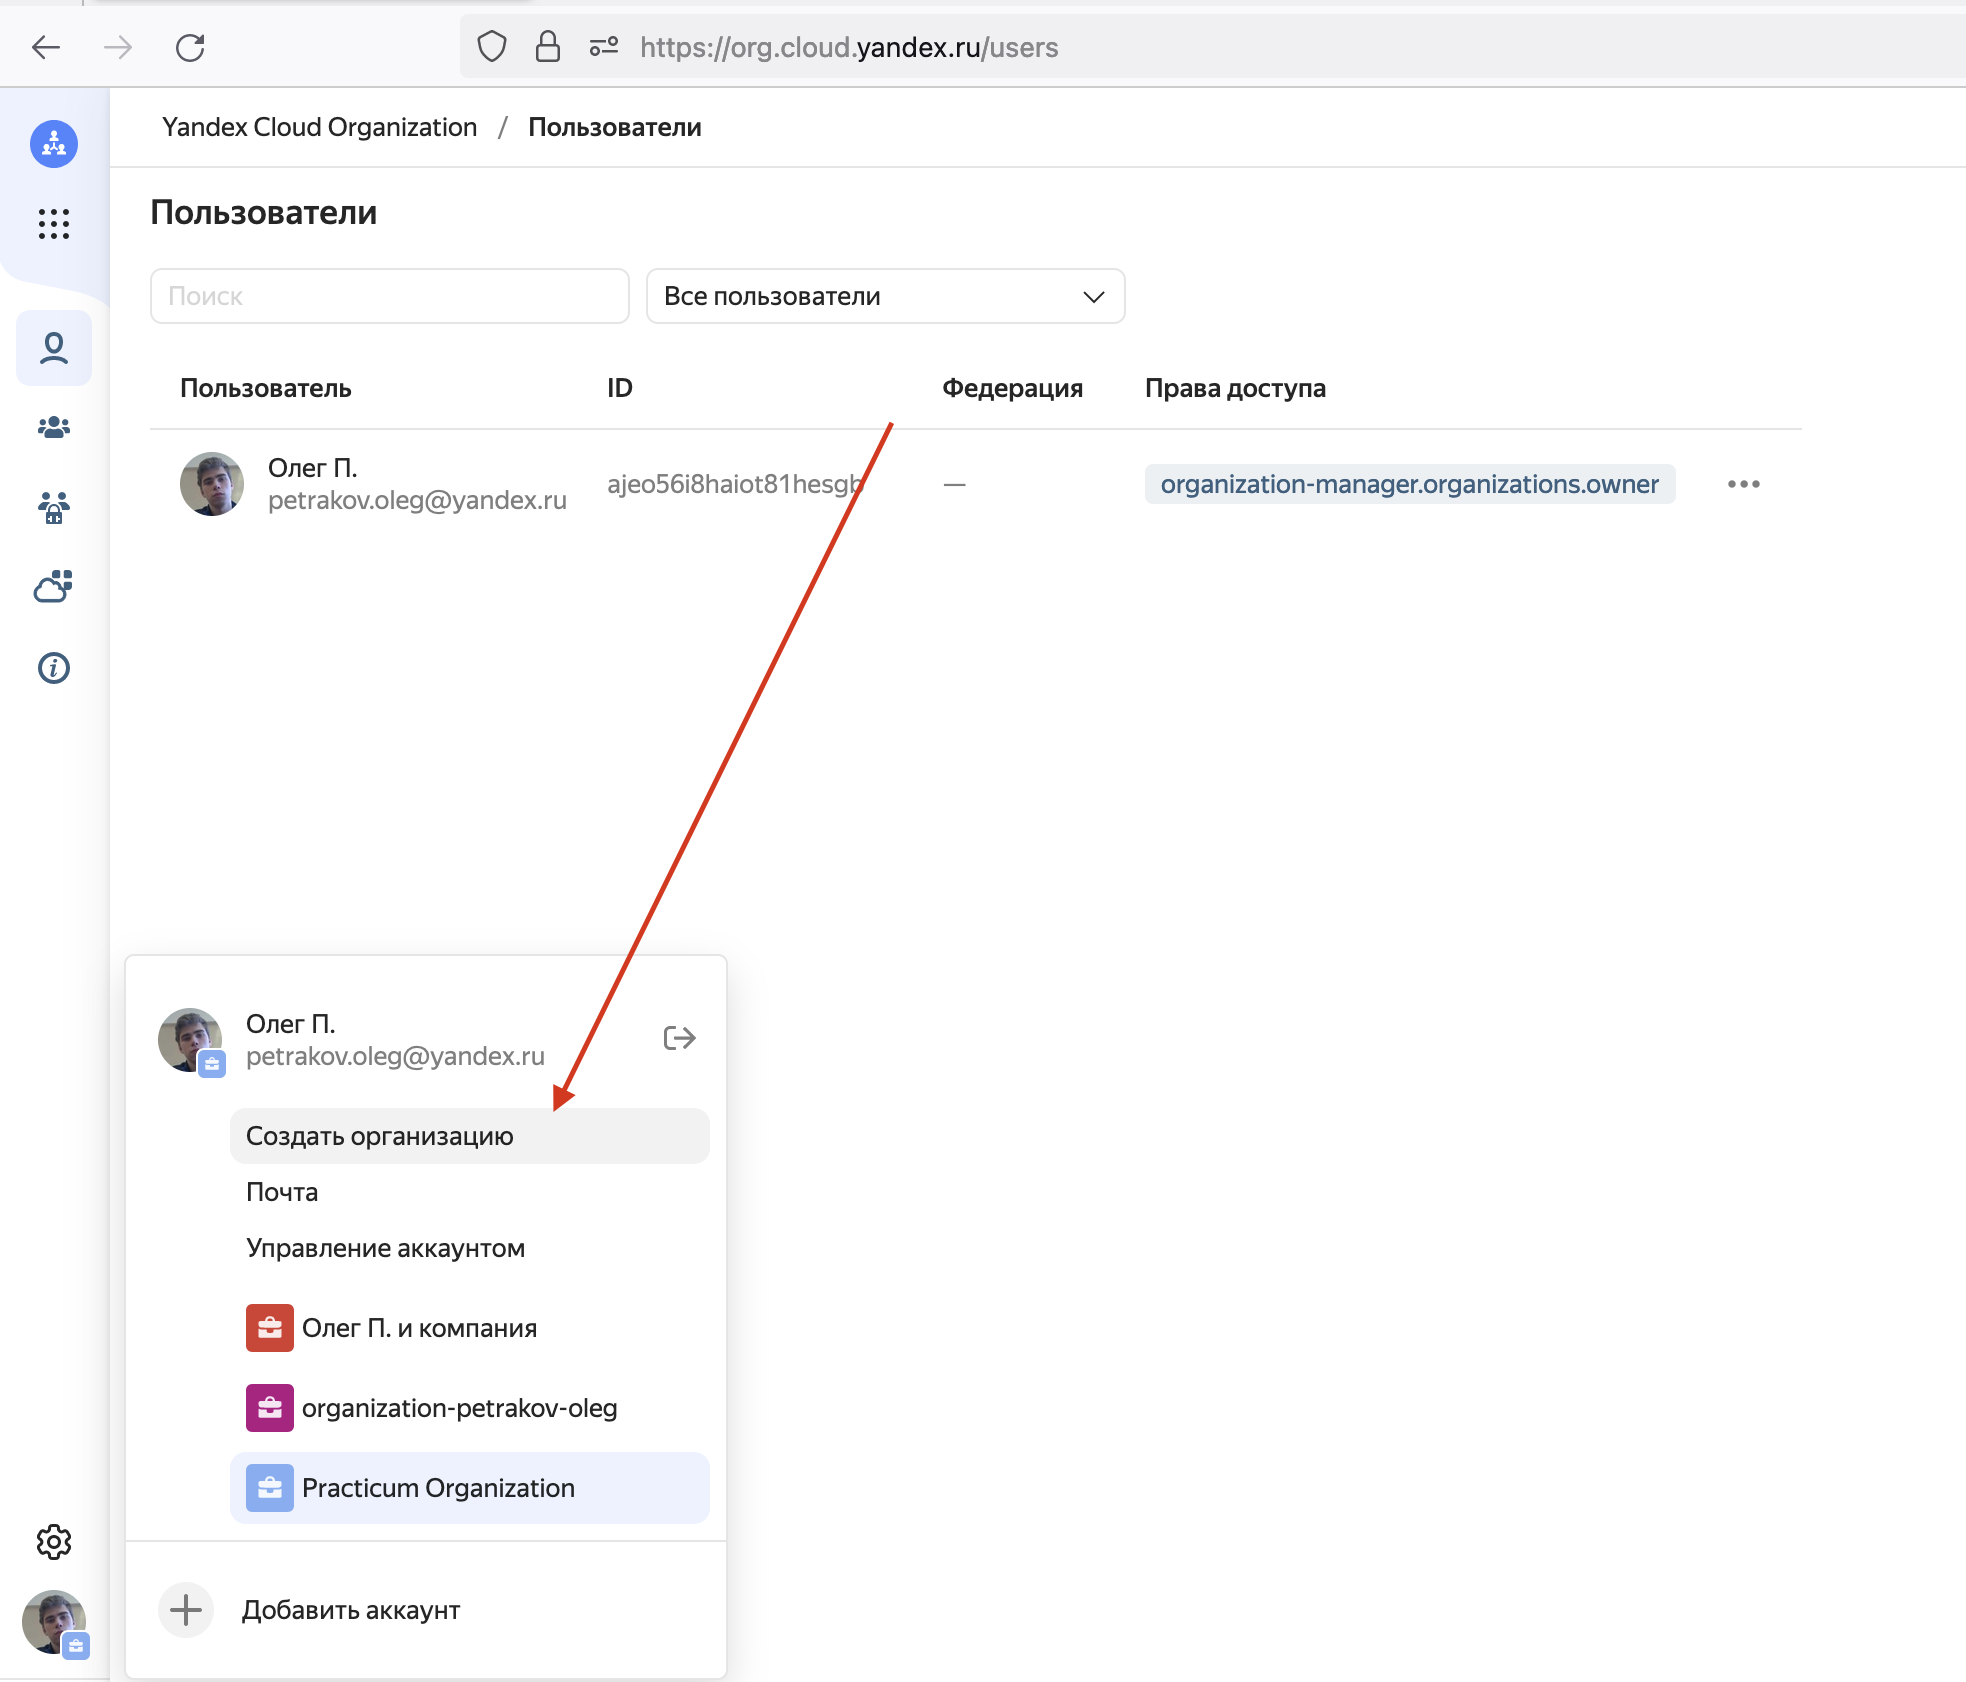 https://org.cloud.yandex.ru/users
Yandex Cloud Organization / Пользователи
Пользователи
Поиск
Все пользователи
Пользователь ID Федерация Права доступа
Олег П.
petrakov.oleg@yandex.ru
ajeo56i8haiot81hesgb
—
organization-manager.organizations.owner
Олег П.
petrakov.oleg@yandex.ru
Создать организацию
Почта
Управление аккаунтом
Олег П. и компания
organization-petrakov-oleg
Practicum Organization
Добавить аккаунт